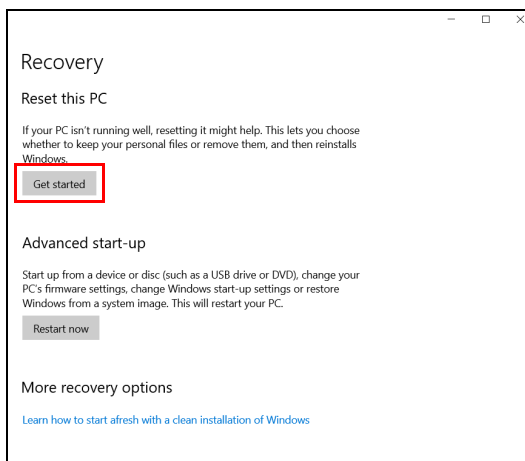 Recovery
Reset this PC
If your PC isn't running well, resetting it might help. This lets you choose
whether to keep your personal files or remove them, and then reinstalls
Windows.
Get started
Advanced start-up
Start up from a device or disc (such as a USB drive or DVD), change your
PC's firmware settings, change Windows start-up settings or restore
Windows from a system image. This will restart your PC.
Restart now
More recovery options
Learn how to start afresh with a clean installation of Windows